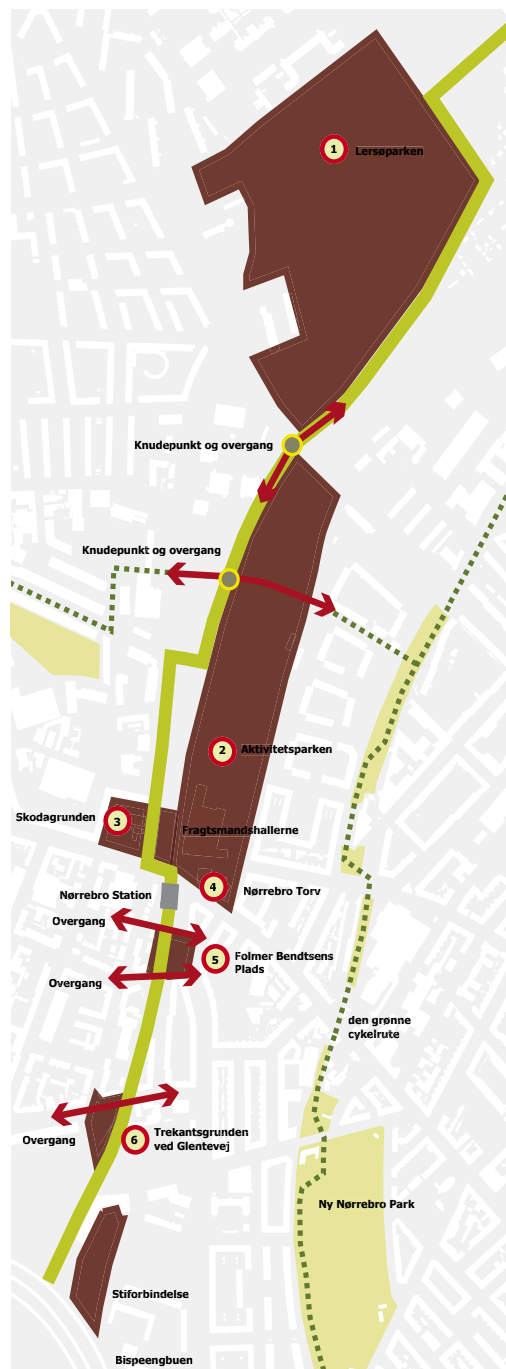 1
Lersøparken
Knudepunkt og overgang
Knudepunkt og overgang
2
Aktivitetsparken
Skodagrunden
3
Fragtsmandshallerne
Nørrebro Station
4
Nørrebro Torv
Overgang
5
Folmer Bendtsens
Plads
Overgang
den grønne
cykelrute
Overgang
6
Trekantsgrunden
ved Glentevej
Ny Nørrebro Park
Stiforbindelse
Bispeengbuen